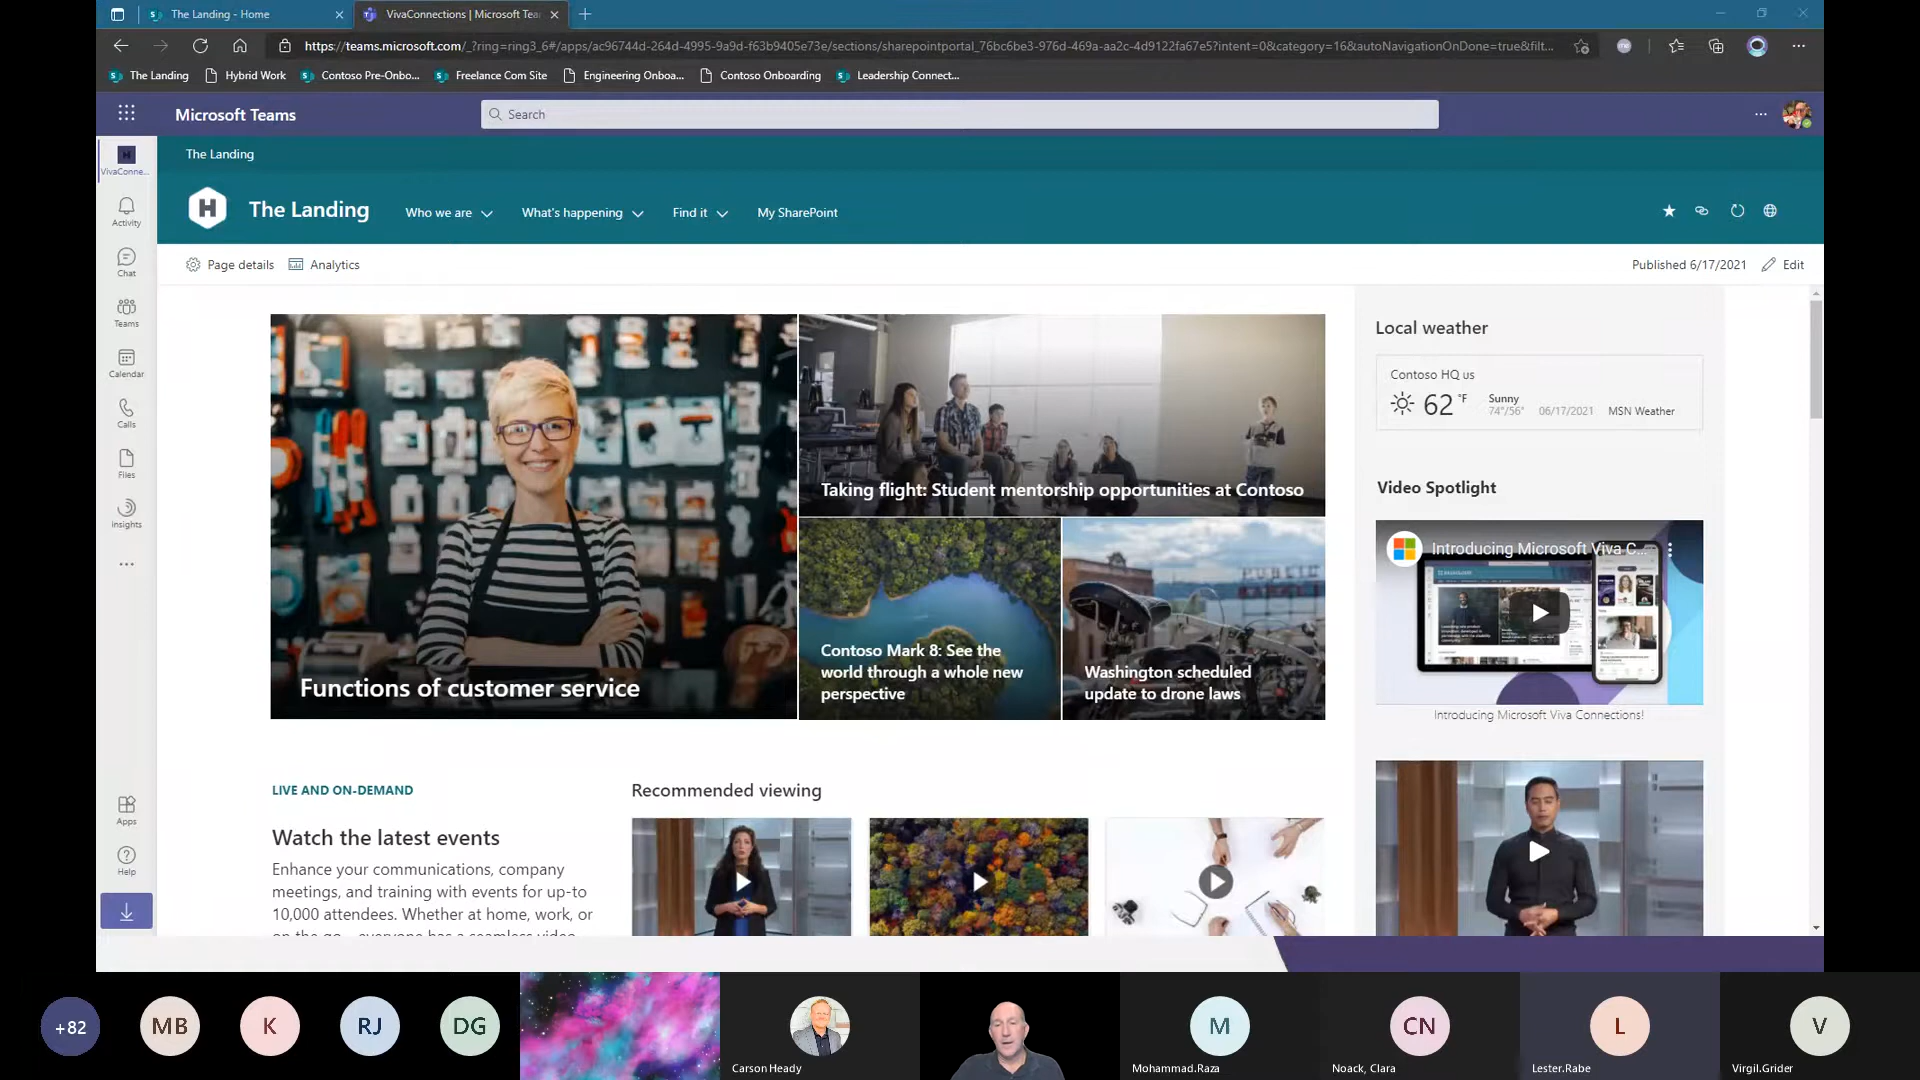 The Landing - Home
VivaConnections | Microsoft Tea
https://teams.microsoft.com/_?ring=ring3_6#/apps/ac96744d-264d-4995-9a9d-f63b9405e73e/sections/sharepointportal_76bc6be3-976d-469a-aa2c-4d9122fa67e5?intent=0&category=16&autoNavigationOnDone=true&filt...
The Landing
Hybrid Work
Contoso Pre-Onbo...
Freelance Com Site
Engineering Onboa...
Contoso Onboarding
Leadership Connect...
Microsoft Teams
Search
VivaConne...
Activity
Chat
Teams
Calendar
Calls
Files
Insights
Apps
Help
The Landing
H
The Landing
Who we are
What's happening
Find it
My SharePoint
Page details
Analytics
Published 6/17/2021
Edit
Functions of customer service
Taking flight: Student mentorship opportunities at Contoso
Contoso Mark 8: See the
world through a whole new
perspective
Washington scheduled
update to drone laws
Local weather
Contoso HQ us
62 °F
Sunny
74°/56°
06/17/2021
MSN Weather
Video Spotlight
Introducing Microsoft Viva C...
Introducing Microsoft Viva Connections!
LIVE AND ON-DEMAND
Watch the latest events
Enhance your communications, company
meetings, and training with events for up-to
10,000 attendees. Whether at home, work, or
on the go, everyone has a seamless video
Recommended viewing
+82
MB
K
RJ
DG
Carson Heady
M
Mohammad.Raza
CN
Noack, Clara
L
Lester.Rabe
V
Virgil.Grider